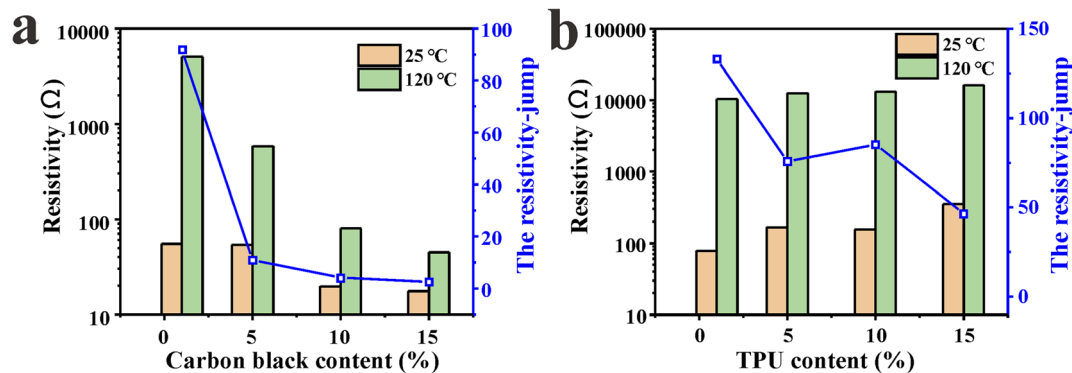 a
Resistivity (Ω)
10000
1000
100
10
25 °C
120 °C
100
80
60
40
20
0
The resistivity-jump
0 5 10 15
Carbon black content (%)
b
Resistivity (Ω)
100000
10000
1000
100
10
25 °C
120 °C
150
100
50
0
The resistivity-jump
0 5 10 15
TPU content (%)